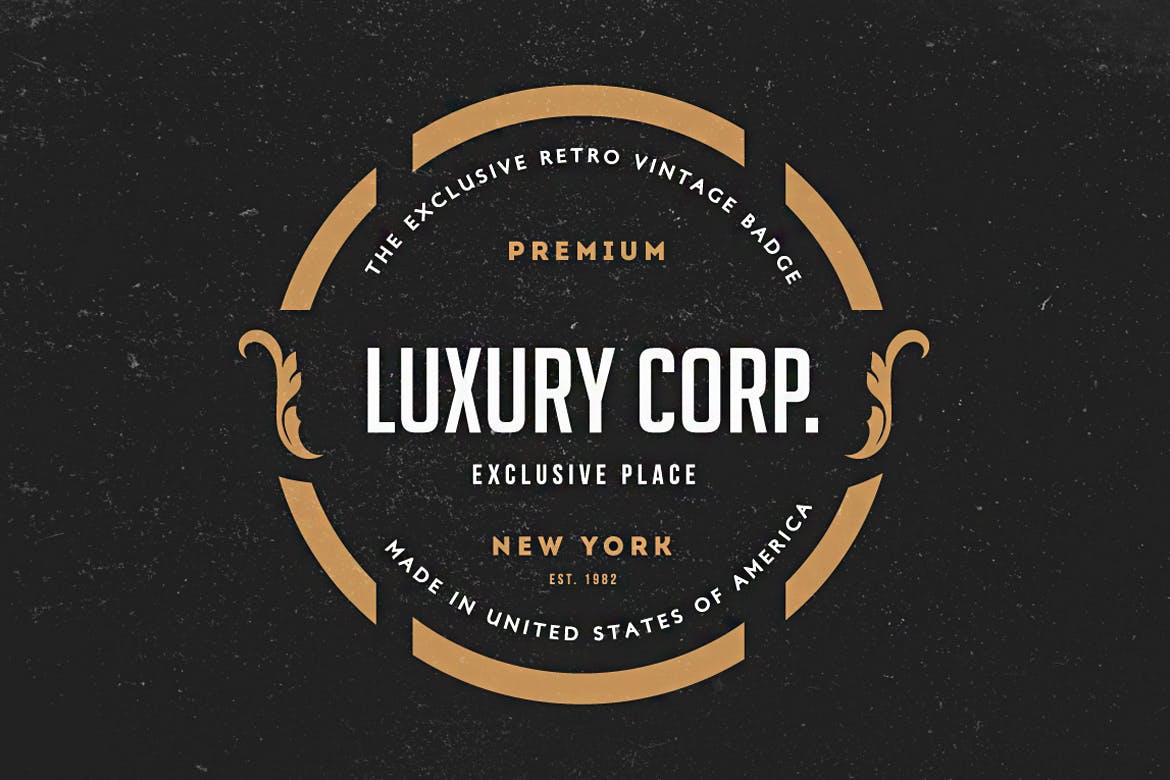 THE EXCLUSIVE RETRO VINTAGE BADGE
PREMIUM
LUXURY CORP.
EXCLUSIVE PLACE
NEW YORK
EST. 1982
MADE IN UNITED STATES OF AMERICA